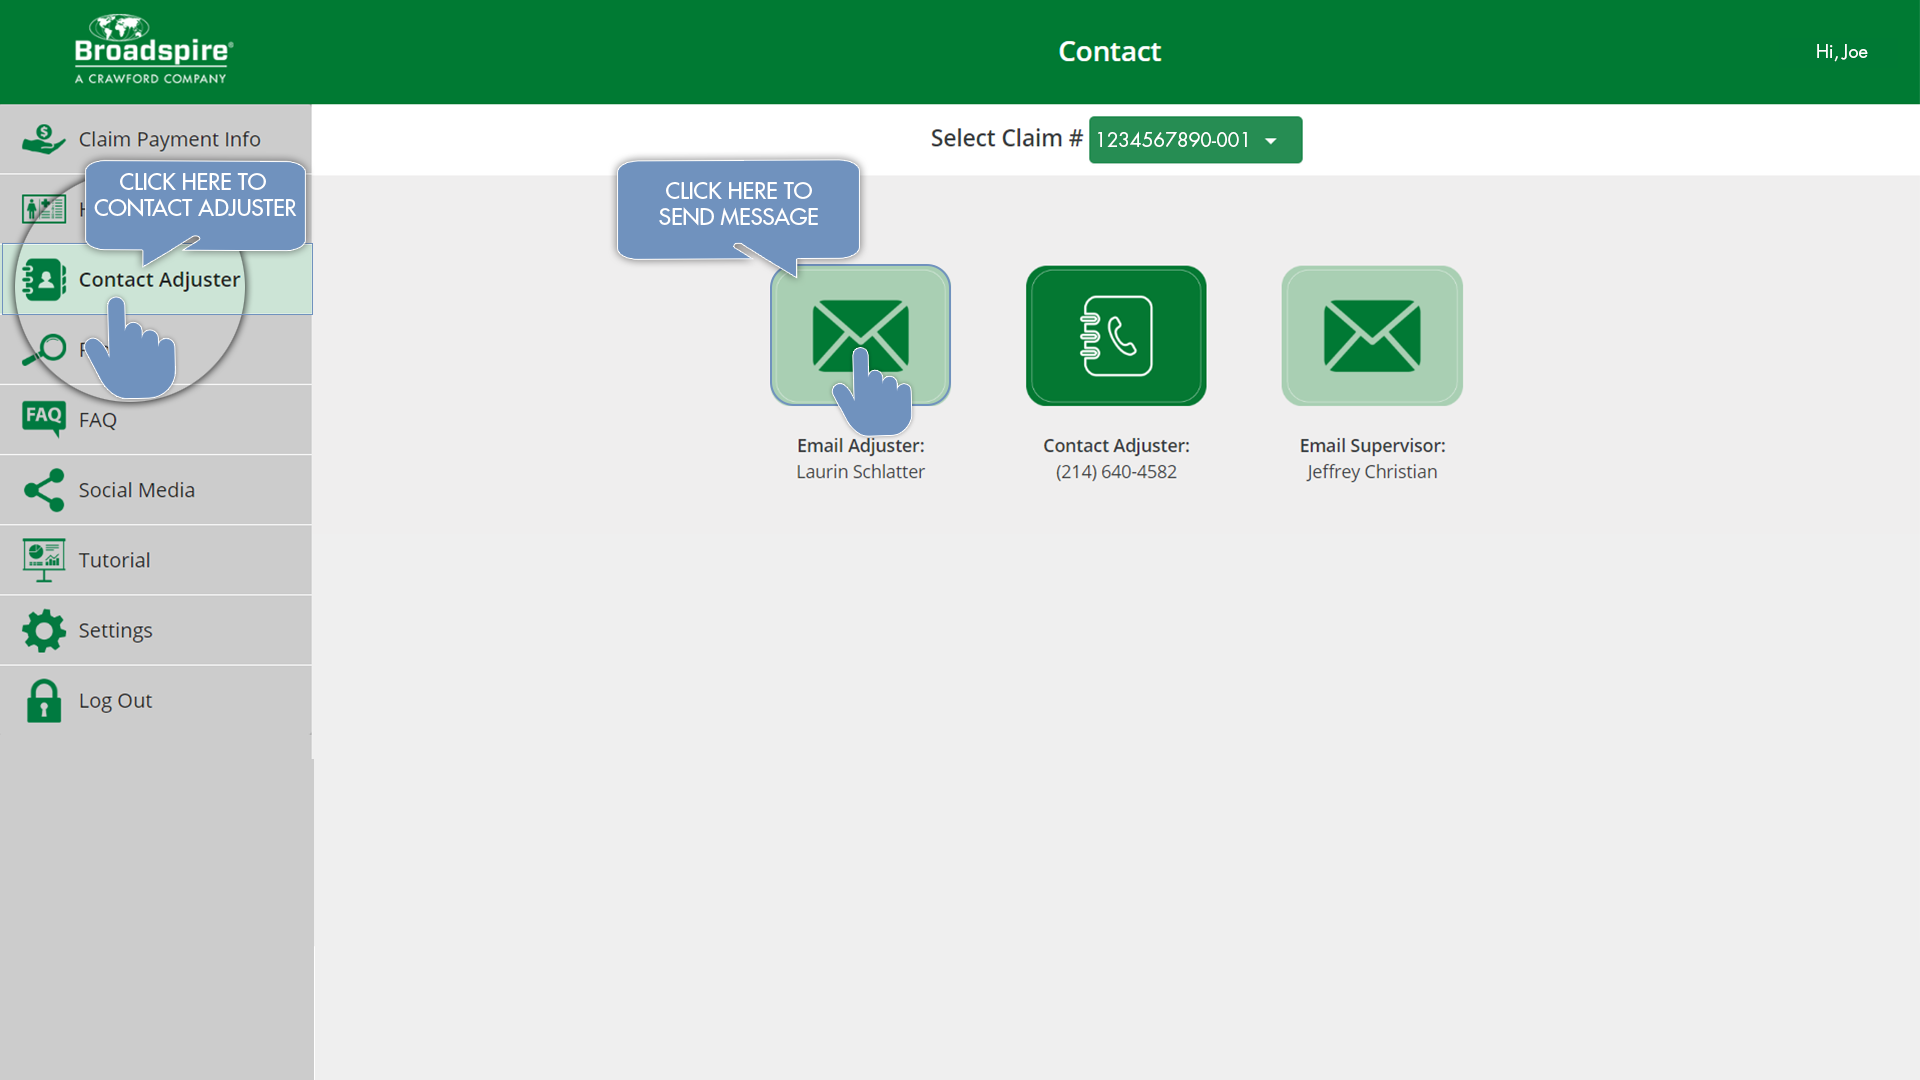 Broadspire®
A CRAWFORD COMPANY
Contact
Hi, Joe
Claim Payment Info
CLICK HERE TO
CONTACT ADJUSTER
Contact Adjuster
FAQ
FAQ
Social Media
Tutorial
Settings
Log Out
Select Claim # 1234567890-001
CLICK HERE TO
SEND MESSAGE
Email Adjuster:
Laurin Schlatter
Contact Adjuster:
(214) 640-4582
Email Supervisor:
Jeffrey Christian